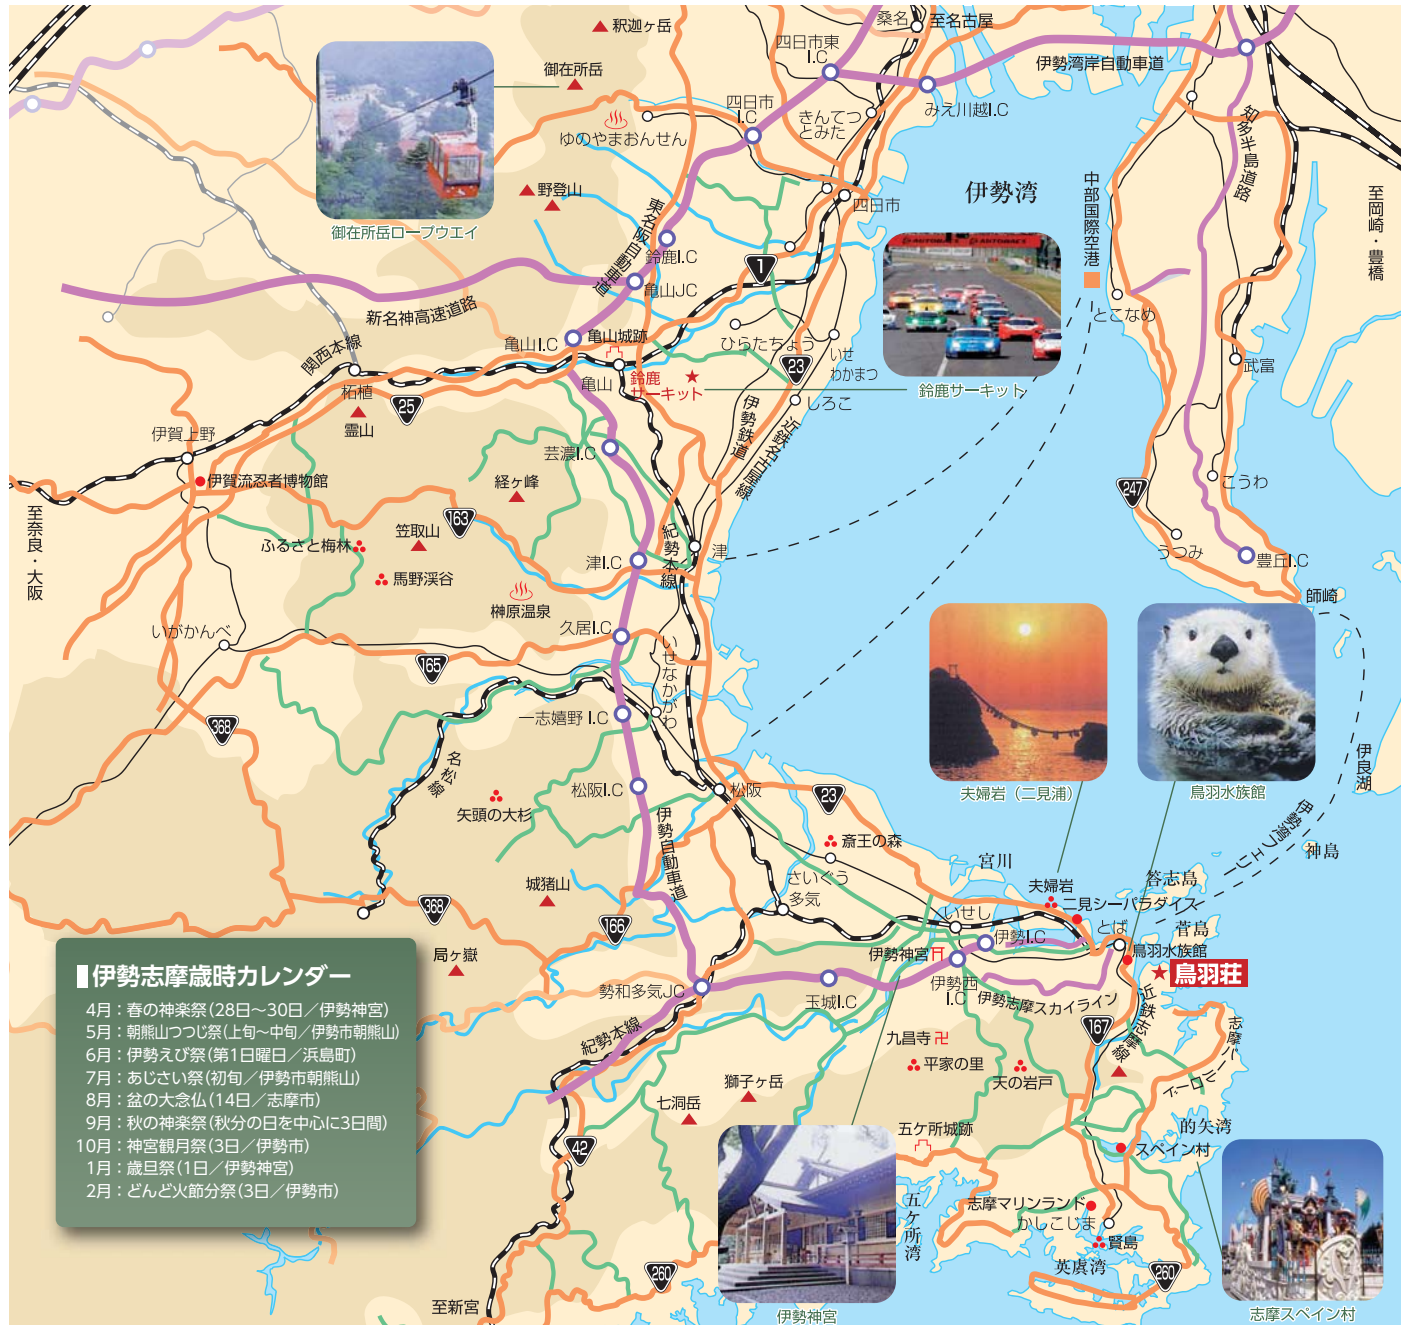 釈迦ヶ岳
桑名
至名古屋
四日市東
I.C
伊勢湾岸自動車道
御在所岳
四日市
I.C
きんてつ
とみた
みえ川越I.C
ゆのやまおんせん
知多半島道路
野登山
東名阪自動車道
四日市
伊勢湾
中部国際空港
至岡崎・豊橋
御在所岳ロープウエイ
鈴鹿I.C
1
亀山JC
新名神高速道路
とこなめ
関西本線
亀山I.C
亀山城跡
ひらたちょう
いせ
わかまつ
武富
柘植
亀山
鈴鹿
サーキット
23
鈴鹿サーキット
25
霊山
伊勢鉄道
近鉄名古屋線
しろこ
伊賀上野
芸濃I.C
伊賀流忍者博物館
経ヶ峰
247
こうわ
至奈良・大阪
163
笠取山
ふるさと梅林
紀勢本線
津
うつみ
津I.C
豊丘I.C
馬野渓谷
榊原温泉
師崎
いがかんべ
久居I.C
いせなかがわ
165
368
一志嬉野I.C
名松線
伊良湖
松阪I.C
松阪
23
夫婦岩（二見浦）
鳥羽水族館
矢頭の大杉
伊勢自動車道
伊勢湾フェリー
斎王の森
神島
さいぐう
宮川
答志島
城猪山
夫婦岩
368
多気
二見シーパラダイス
166
いせし
とば
菅島
伊勢I.C
局ヶ嶽
伊勢神宮
鳥羽水族館
鳥羽荘
勢和多気JC
玉城I.C
伊勢西
I.C
伊勢志摩スカイライン
近鉄志摩線
167
志摩パールロード
紀勢本線
九昌寺
平家の里
天の岩戸
獅子ヶ岳
七洞岳
五ケ所城跡
的矢湾
42
スペイン村
五ケ所湾
志摩マリンランド
かしこじま
賢島
英虞湾
260
260
至新宮
伊勢神宮
志摩スペイン村
伊勢志摩歳時カレンダー
4月：春の神楽祭(28日～30日／伊勢神宮)
5月：朝熊山つつじ祭(上旬～中旬／伊勢市朝熊山)
6月：伊勢えび祭(第1日曜日／浜島町)
7月：あじさい祭(初旬／伊勢市朝熊山)
8月：盆の大念仏(14日／志摩市)
9月：秋の神楽祭(秋分の日を中心に3日間)
10月：神宮観月祭(3日／伊勢市)
1月：歳旦祭(1日／伊勢神宮)
2月：どんど火節分祭(3日／伊勢市)